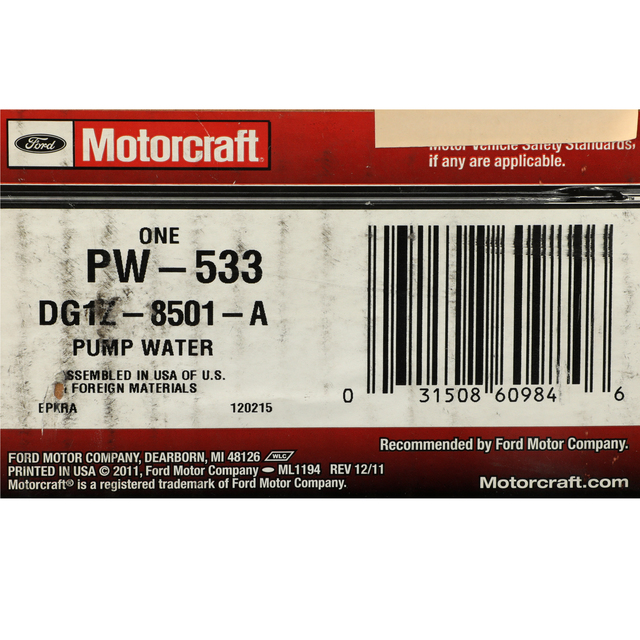 Ford Motorcraft
Motor Vehicle Safety Standards,
if any are applicable.
ONE
PW-533
DG1Z-8501-A
PUMP WATER
SSEMBLED IN USA OF U.S.
FOREIGN MATERIALS
EPKRA 120215
0 31508 60984 6
FORD MOTOR COMPANY, DEARBORN, MI 48126 WLC
PRINTED IN USA © 2011, Ford Motor Company ML1194 REV 12/11
Motorcraft® is a registered trademark of Ford Motor Company.
Recommended by Ford Motor Company.
Motorcraft.com